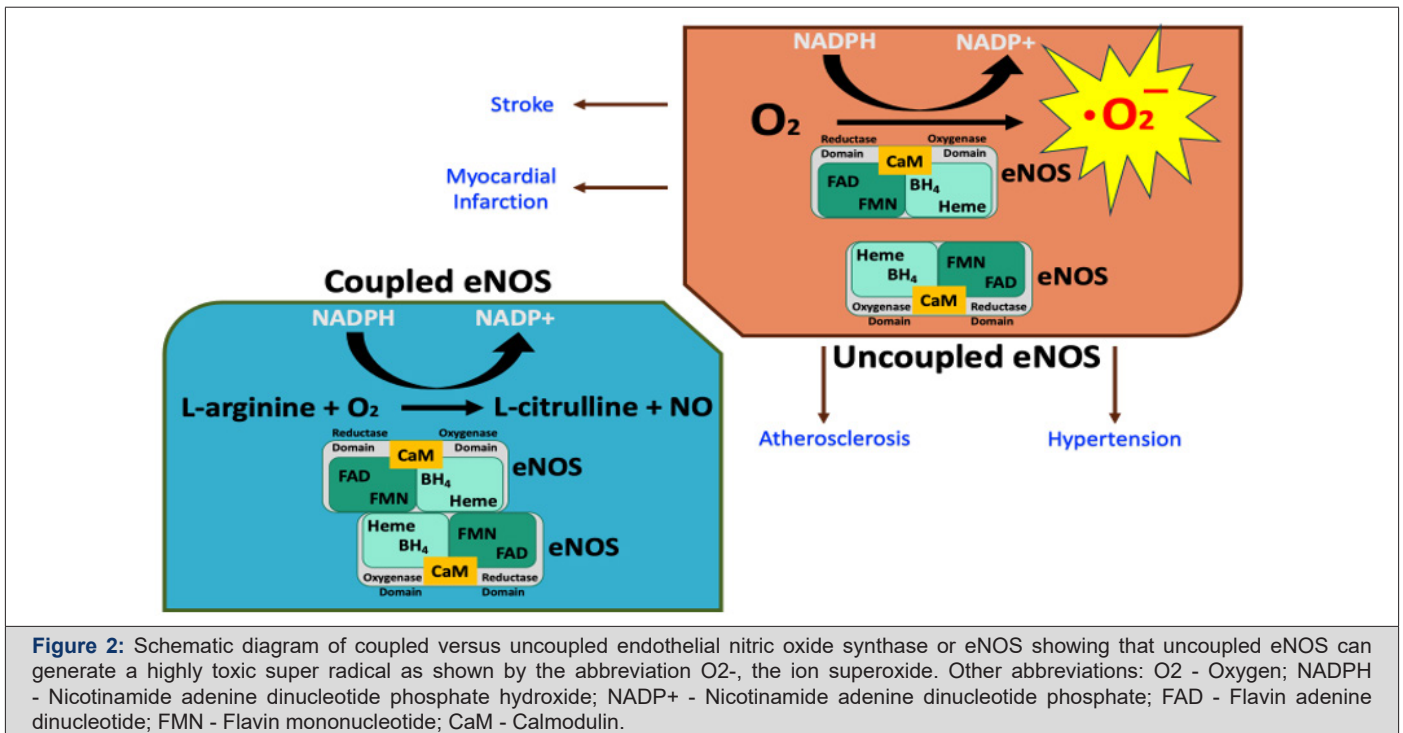 NADPH NADP+
O₂ •O₂⁻
Reductase Oxygenase
Domain CaM Domain
eNOS
FAD BH₄
FMN Heme
Heme FMN
BH₄ FAD
eNOS
Oxygenase CaM Reductase
Domain Domain
Uncoupled eNOS
Stroke
Myocardial
Infarction
Atherosclerosis
Hypertension
Coupled eNOS
NADPH NADP+
L-arginine + O₂ L-citrulline + NO
Reductase Oxygenase
Domain CaM Domain
eNOS
FAD BH₄
FMN Heme
Heme FMN
BH₄ FAD
eNOS
Oxygenase CaM Reductase
Domain Domain
Figure 2: Schematic diagram of coupled versus uncoupled endothelial nitric oxide synthase or eNOS showing that uncoupled eNOS can
generate a highly toxic super radical as shown by the abbreviation O2-, the ion superoxide. Other abbreviations: O2 - Oxygen; NADPH
- Nicotinamide adenine dinucleotide phosphate hydroxide; NADP+ - Nicotinamide adenine dinucleotide phosphate; FAD - Flavin adenine
dinucleotide; FMN - Flavin mononucleotide; CaM - Calmodulin.